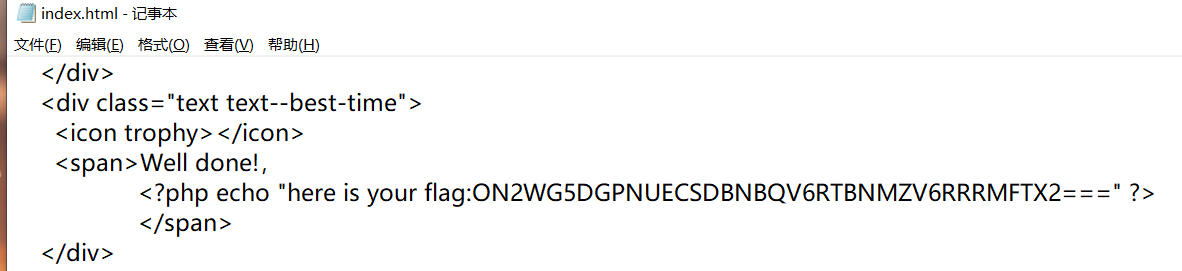 index.html - 记事本
文件(F) 编辑(E) 格式(O) 查看(V) 帮助(H)
</div>
<div class="text text--best-time">
<icon trophy></icon>
<span>Well done!,
<?php echo "here is your flag:ON2WG5DGPNUECSDBNBQV6RTBNMZV6RRRMFTX2===" ?>
</span>
</div>